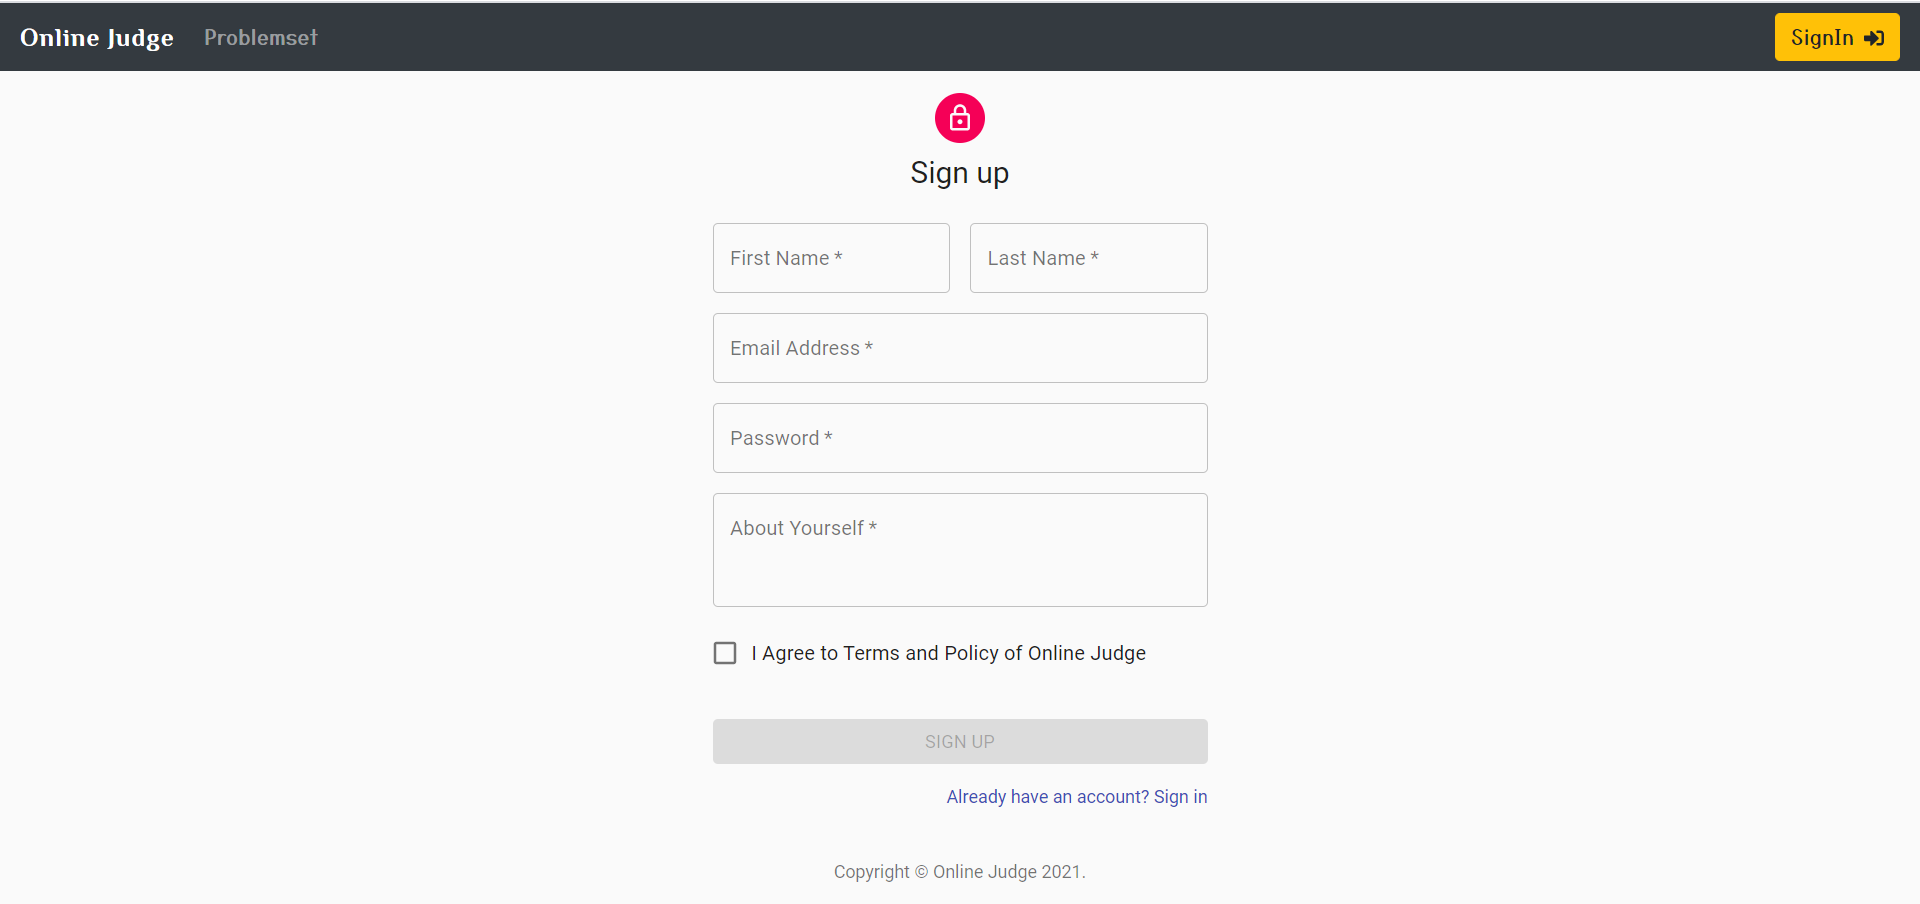 Online Judge Problemset SignIn
Sign up
First Name * Last Name *
Email Address *
Password *
About Yourself *
I Agree to Terms and Policy of Online Judge
SIGN UP
Already have an account? Sign in
Copyright © Online Judge 2021.